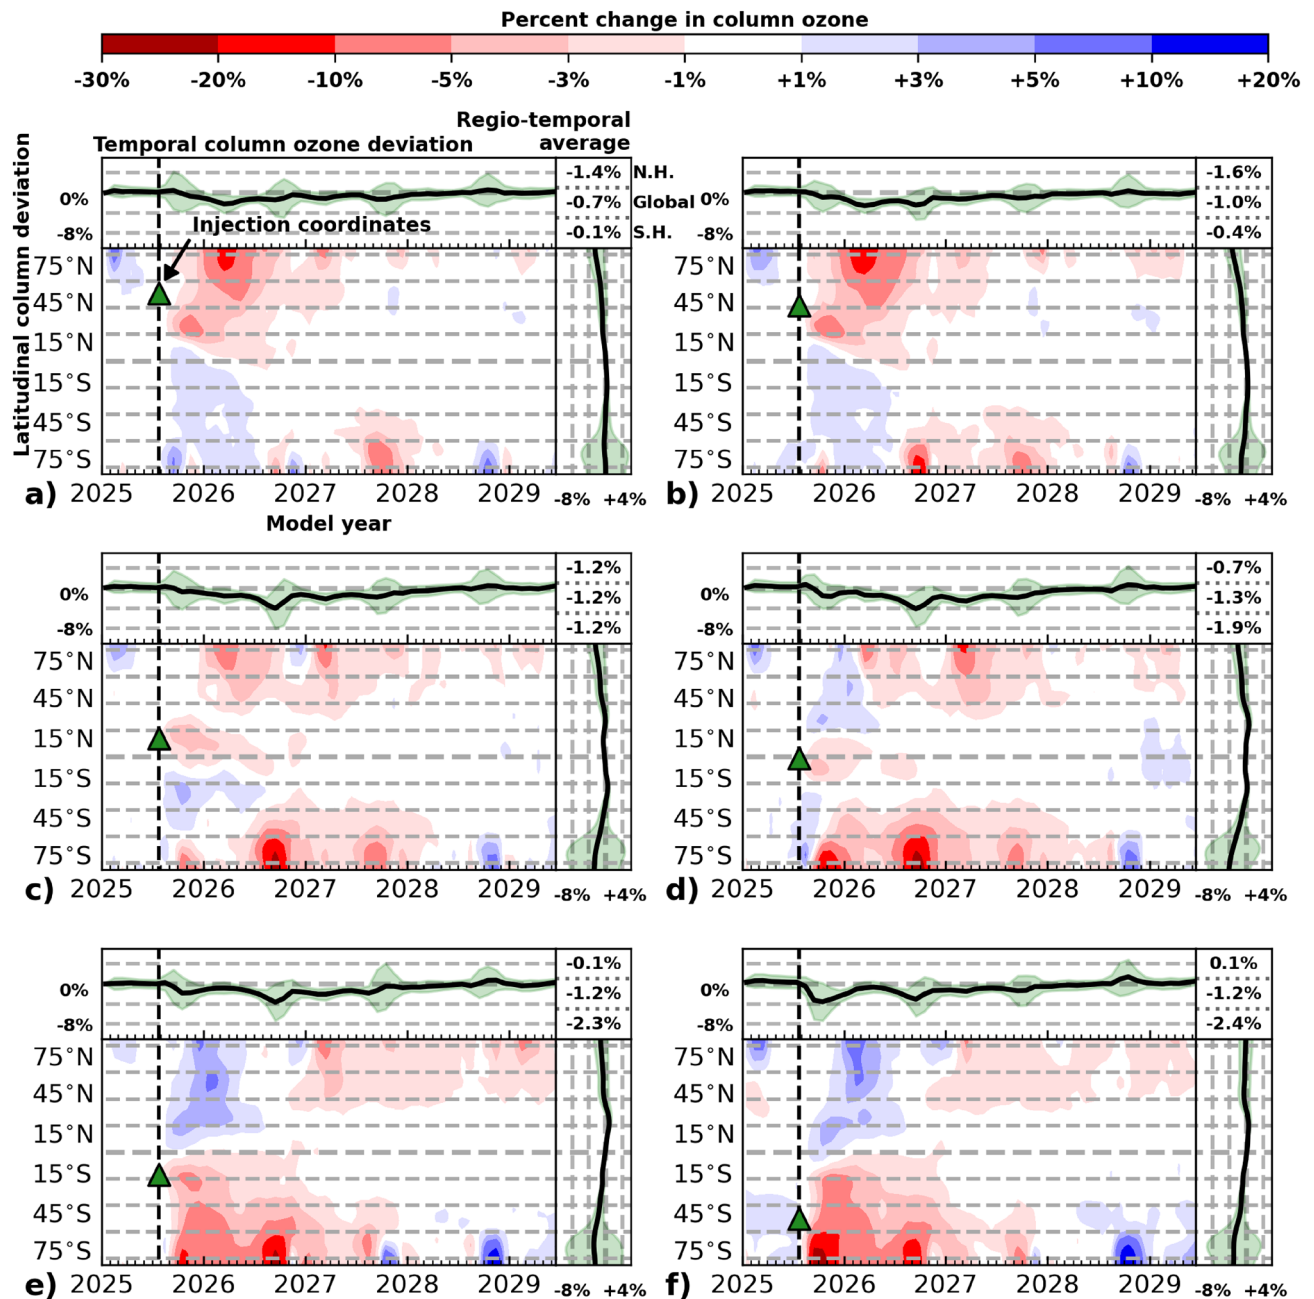 Percent change in column ozone
-30% -20% -10% -5% -3% -1% +1% +3% +5% +10% +20%
Regio-temporal
average
Temporal column ozone deviation
Latitudinal column deviation
0%
-8%
-1.4% N.H.
-0.7% Global
-0.1% S.H.
Injection coordinates
75°N
45°N
15°N
15°S
45°S
75°S
a) 2025 2026 2027 2028 2029 -8% +4%
Model year
0%
-8%
-1.6%
-1.0%
-0.4%
75°N
45°N
15°N
15°S
45°S
75°S
b) 2025 2026 2027 2028 2029 -8% +4%
0%
-8%
-1.2%
-1.2%
-1.2%
75°N
45°N
15°N
15°S
45°S
75°S
c) 2025 2026 2027 2028 2029 -8% +4%
0%
-8%
-0.7%
-1.3%
-1.9%
75°N
45°N
15°N
15°S
45°S
75°S
d) 2025 2026 2027 2028 2029 -8% +4%
0%
-8%
-0.1%
-1.2%
-2.3%
75°N
45°N
15°N
15°S
45°S
75°S
e) 2025 2026 2027 2028 2029 -8% +4%
0%
-8%
0.1%
-1.2%
-2.4%
75°N
45°N
15°N
15°S
45°S
75°S
f) 2025 2026 2027 2028 2029 -8% +4%